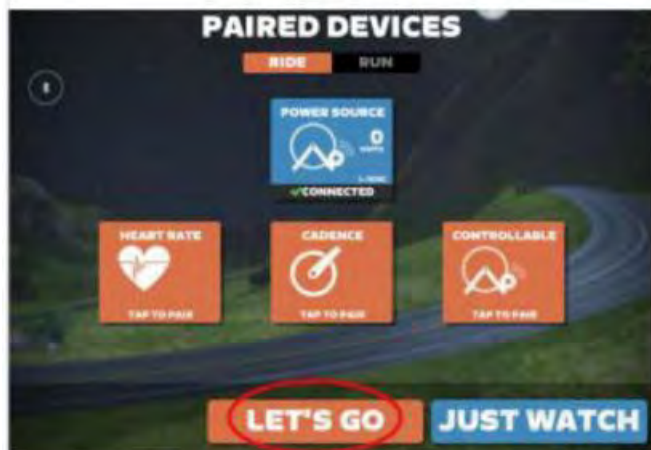 PAIRED DEVICES
RIDE RUN
POWER SOURCE
0
WATTS
CONNECTED
HEART RATE CADENCE CONTROLLABLE
TAP TO PAIR TAP TO PAIR TAP TO PAIR
LET'S GO JUST WATCH